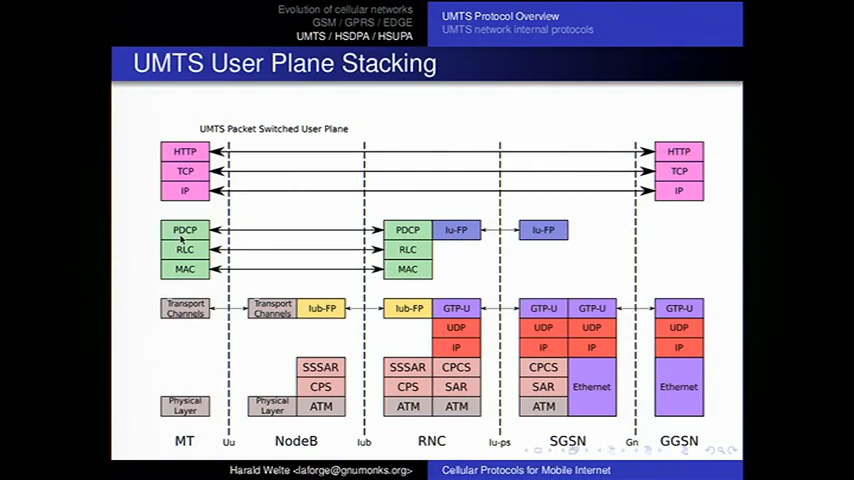 Evolution of cellular networks
GSM / GPRS / EDGE
UMTS / HSDPA / HSUPA
UMTS Protocol Overview
UMTS network internal protocols
UMTS User Plane Stacking
UMTS Packet Switched User Plane
HTTP HTTP
TCP TCP
IP IP
PDCP PDCP Iu-FP Iu-FP
RLC RLC
MAC MAC
Transport Channels Transport Channels Iub-FP Iub-FP GTP-U GTP-U GTP-U GTP-U
UDP UDP UDP UDP
IP IP IP IP
SSSAR SSSAR CPCS CPCS
CPS CPS SAR SAR Ethernet Ethernet
Physical Layer Physical Layer ATM ATM ATM ATM
MT Uu NodeB Iub RNC Iu-ps SGSN Gn GGSN
Harald Welte <laforge@gnumonks.org> Cellular Protocols for Mobile Internet